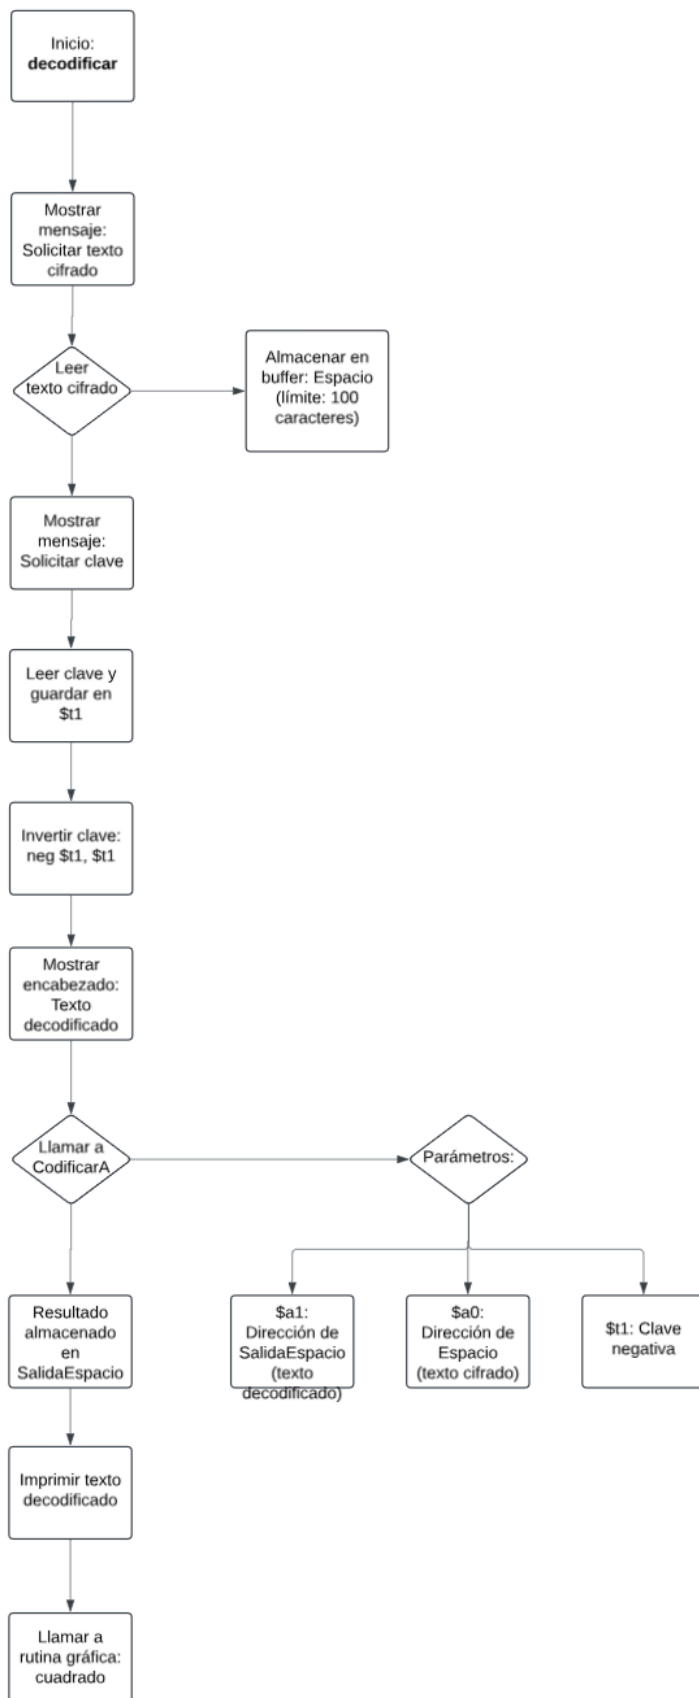 Inicio:
decodificar
Mostrar
mensaje:
Solicitar texto
cifrado
Leer
texto cifrado
Almacenar en
buffer: Espacio
(límite: 100
caracteres)
Mostrar
mensaje:
Solicitar clave
Leer clave y
guardar en
$t1
Invertir clave:
neg $t1, $t1
Mostrar
encabezado:
Texto
decodificado
Llamar a
CodificarA
Parámetros:
Resultado
almacenado
en
SalidaEspacio
$a1:
Dirección de
SalidaEspacio
(texto
decodificado)
$a0:
Dirección de
Espacio
(texto cifrado)
$t1: Clave
negativa
Imprimir texto
decodificado
Llamar a
rutina gráfica:
cuadrado